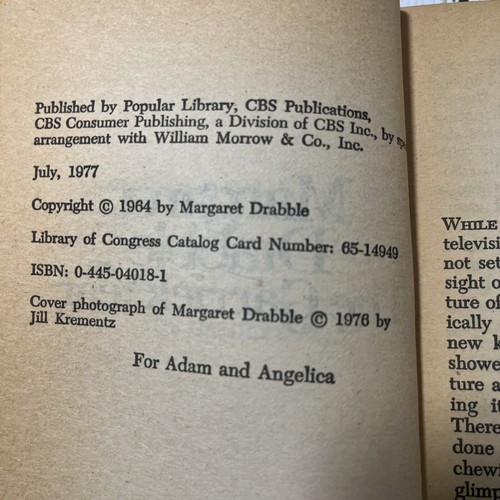 Published by Popular Library, CBS Publications,
CBS Consumer Publishing, a Division of CBS Inc., by
arrangement with William Morrow & Co., Inc.
July, 1977
Copyright © 1964 by Margaret Drabble
Library of Congress Catalog Card Number: 65-14949
ISBN: 0-445-04018-1
Cover photograph of Margaret Drabble © 1976 by
Jill Krementz
For Adam and Angelica
WHILE
televisi
not set
sight o
ture of
ically
new k
showe
ture a
ing it
There
done
chewi
glimp